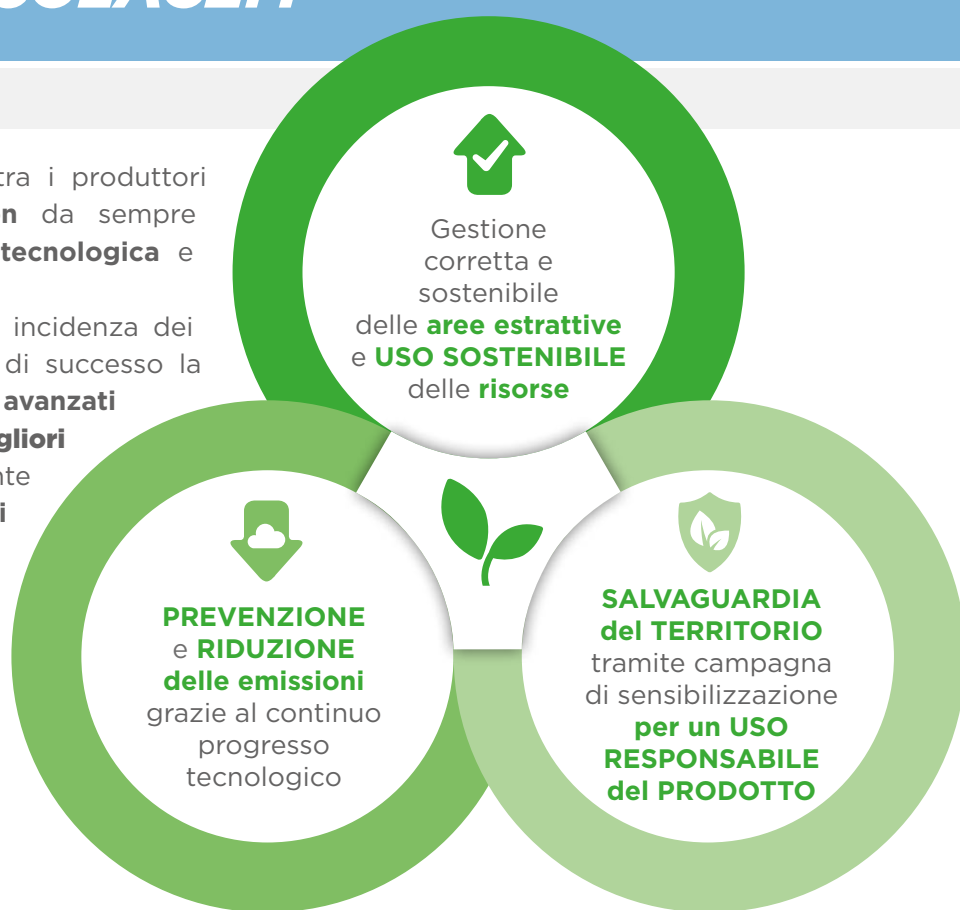 tra i produttori
da sempre
tecnologica e
incidenza dei
di successo la
avanzati
Gestione
corretta e
sostenibile
delle aree estrattive
e USO SOSTENIBILE
delle risorse
PREVENZIONE
e RIDUZIONE
delle emissioni
grazie al continuo
progresso
tecnologico
SALVAGUARDIA
del TERRITORIO
tramite campagna
di sensibilizzazione
per un USO
RESPONSABILE
del PRODOTTO